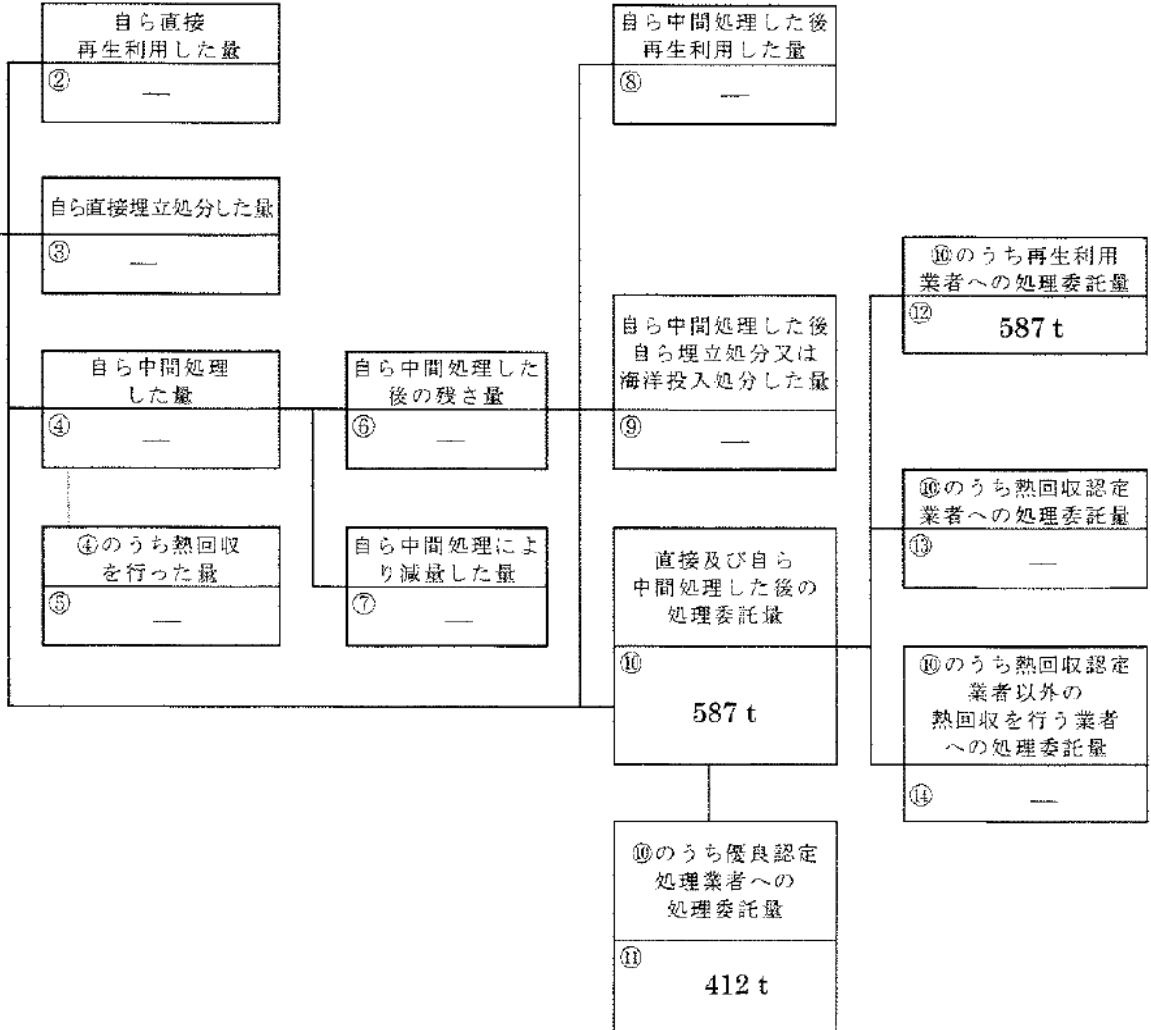 自ら直接
再生利用した量
②
—
自ら直接埋立処分した量
③
—
自ら中間処理
した量
④
—
④のうち熱回収
を行った量
⑤
—
自ら中間処理した
後の残さ量
⑥
—
自ら中間処理によ
り減量した量
⑦
—
自ら中間処理した後
再生利用した量
⑧
—
自ら中間処理した後
自ら埋立処分又は
海洋投入処分した量
⑨
—
直接及び自ら
中間処理した後の
処理委託量
⑩
587 t
⑩のうち優良認定
処理業者への
処理委託量
⑪
412 t
⑩のうち再生利用
業者への処理委託量
⑫
587 t
⑩のうち熱回収認定
業者への処理委託量
⑬
—
⑩のうち熱回収認定
業者以外の
熱回収を行う業者
への処理委託量
⑭
—